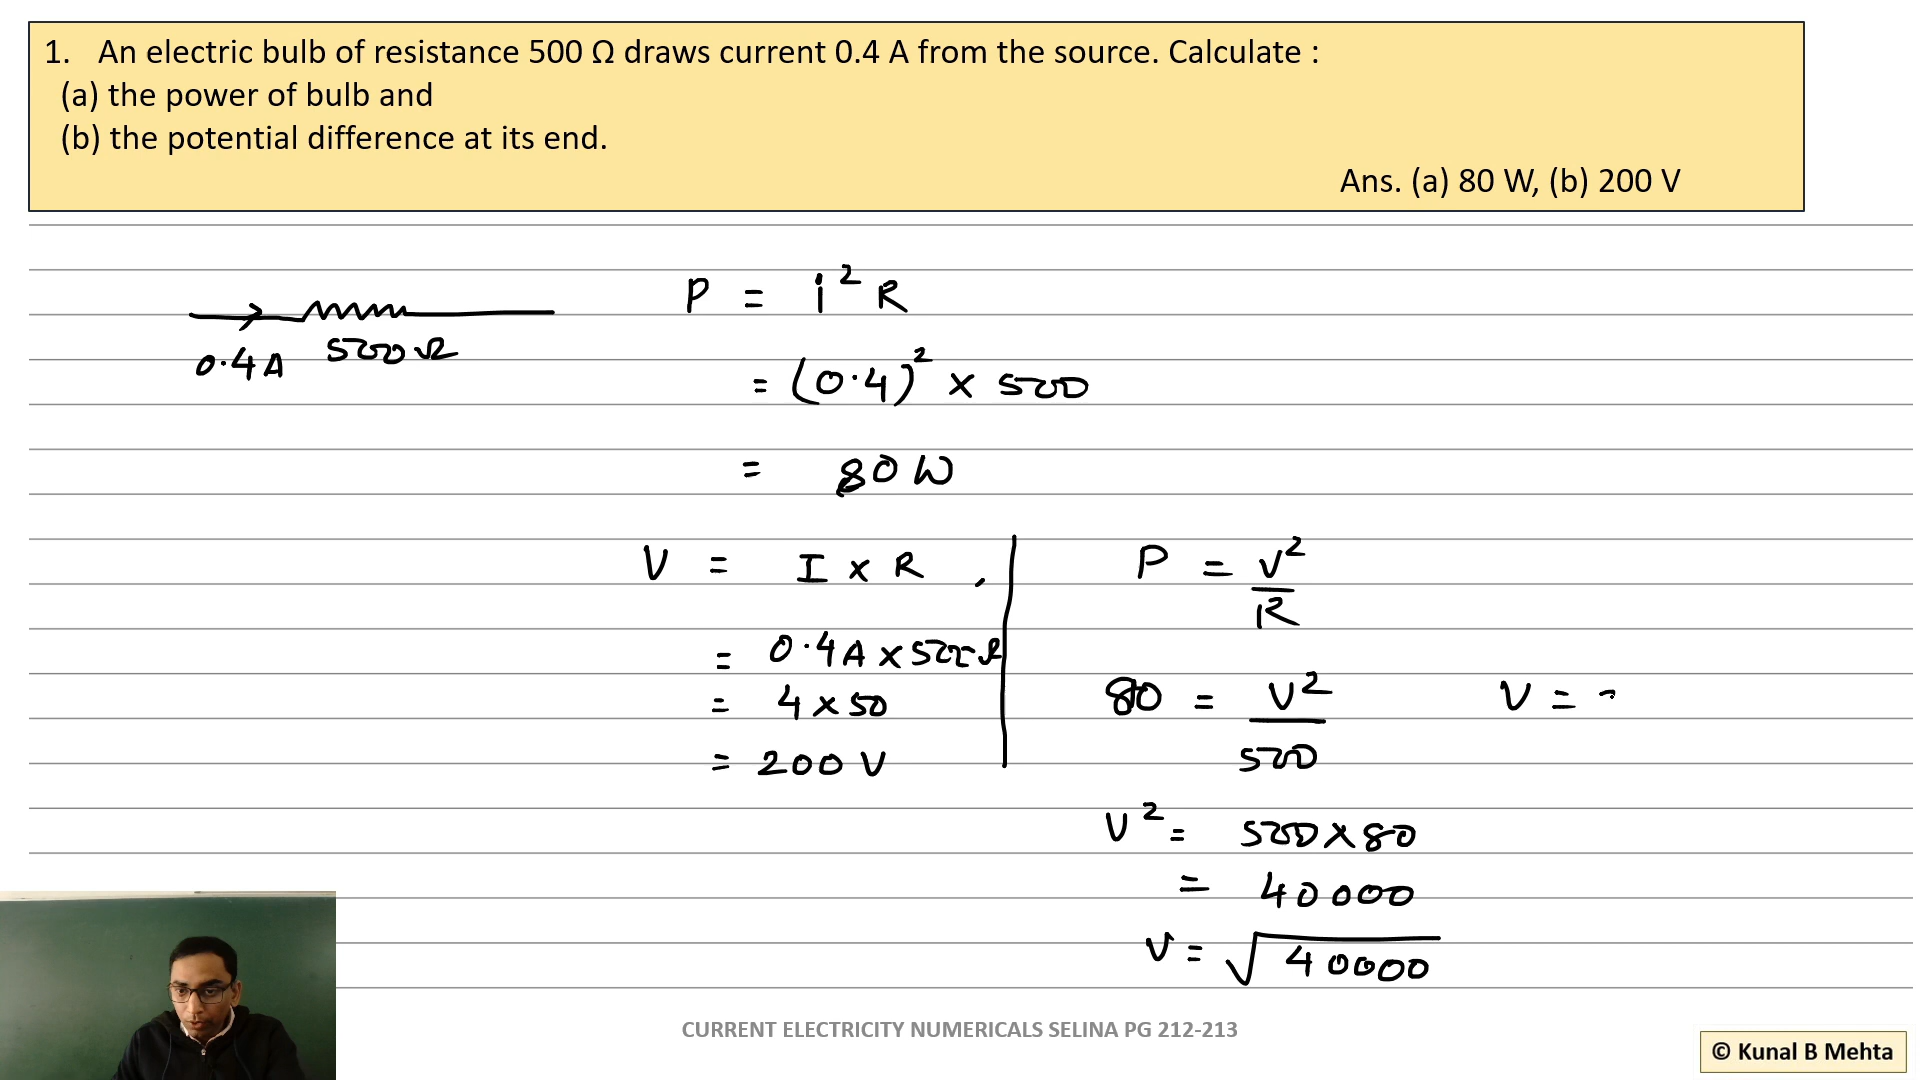 1. An electric bulb of resistance 500 Ω draws current 0.4 A from the source. Calculate :
(a) the power of bulb and
(b) the potential difference at its end.
Ans. (a) 80 W, (b) 200 V
0.4A 500 Ω
P = i² R
= (0.4)² × 500
= 80 W
V = I × R ,
= 0.4A × 500 Ω
= 4 × 50
= 200 V
P = V²/R
80 = V²/500
V =
V² = 500 × 80
= 40000
V = √40000
CURRENT ELECTRICITY NUMERICALS SELINA PG 212-213
© Kunal B Mehta